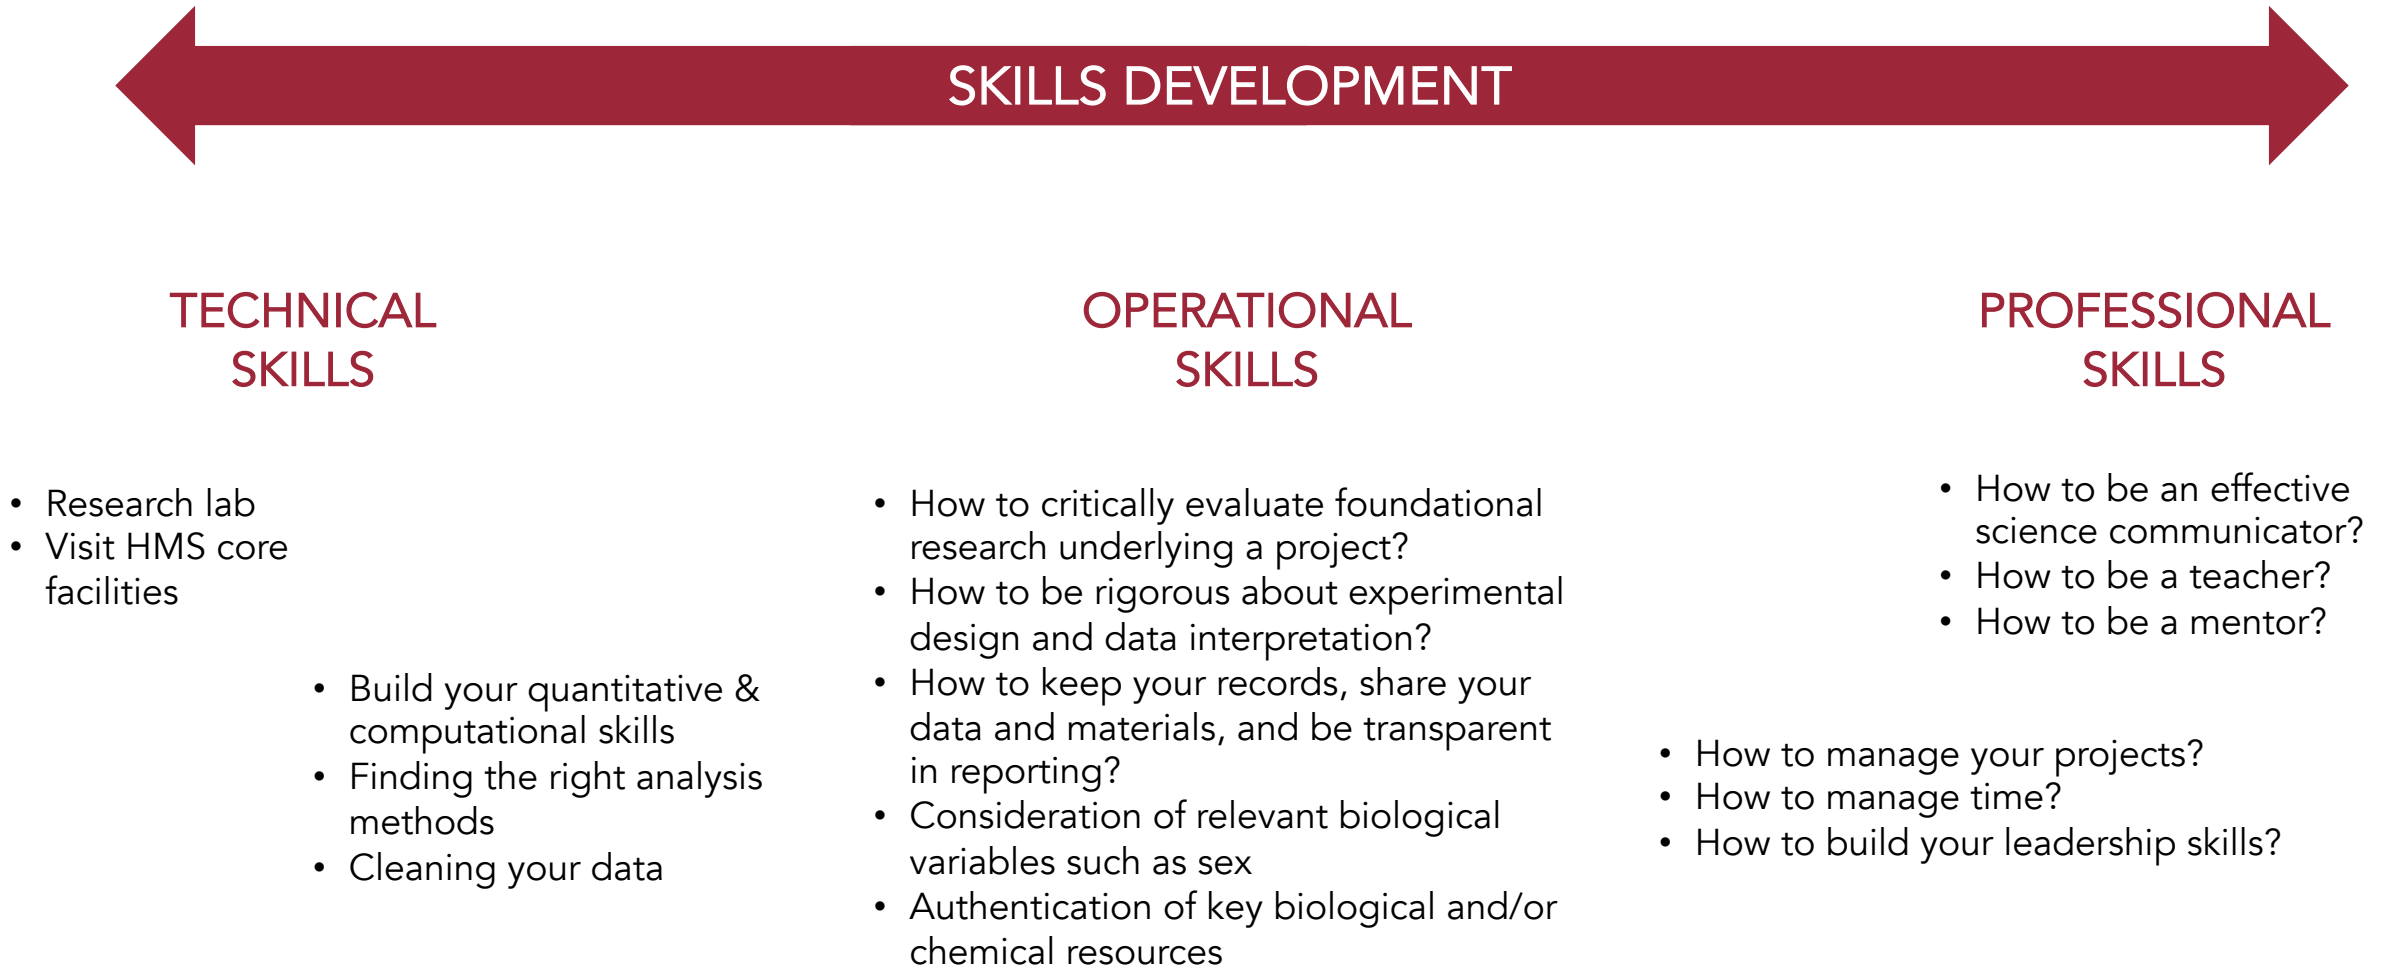 SKILLS DEVELOPMENT
TECHNICAL
SKILLS
• Research lab
• Visit HMS core
facilities
• Build your quantitative &
computational skills
• Finding the right analysis
methods
• Cleaning your data
OPERATIONAL
SKILLS
• How to critically evaluate foundational
research underlying a project?
• How to be rigorous about experimental
design and data interpretation?
• How to keep your records, share your
data and materials, and be transparent
in reporting?
• Consideration of relevant biological
variables such as sex
• Authentication of key biological and/or
chemical resources
PROFESSIONAL
SKILLS
• How to be an effective
science communicator?
• How to be a teacher?
• How to be a mentor?
• How to manage your projects?
• How to manage time?
• How to build your leadership skills?